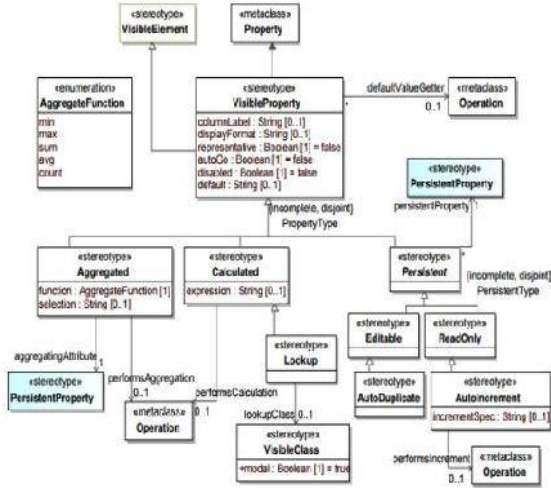 «stereotype»
VisibleElement
«metaclass»
Property
«enumeration»
AggregateFunction
min
max
sum
avg
count
«stereotype»
VisibleProperty
columnLabel : String [0..1]
displayFormat : String [0..1]
representative : Boolean [1] = false
autoGo : Boolean [1] = false
disabled : Boolean [1] = false
default : String [0..1]
defaultValueGetter
*
0..1
«metaclass»
Operation
«stereotype»
PersistentProperty
persistentProperty
{incomplete, disjoint}
PropertyType
«stereotype»
Aggregated
function : AggregateFunction [1]
selection : String [0..1]
«stereotype»
Calculated
expression : String [0..1]
«stereotype»
Persistent
*
{incomplete, disjoint}
PersistentType
«stereotype»
Lookup
«stereotype»
Editable
«stereotype»
ReadOnly
aggregatingAttribute
1
«stereotype»
PersistentProperty
performsAggregation
0..1
performsCalculation
0..1
«metaclass»
Operation
«stereotype»
AutoDuplicate
«stereotype»
Autoincrement
incrementSpec : String [0..1]
lookupClass
0..1
«stereotype»
VisibleClass
+modal : Boolean [1] = true
performsIncrement
0..1
«metaclass»
Operation